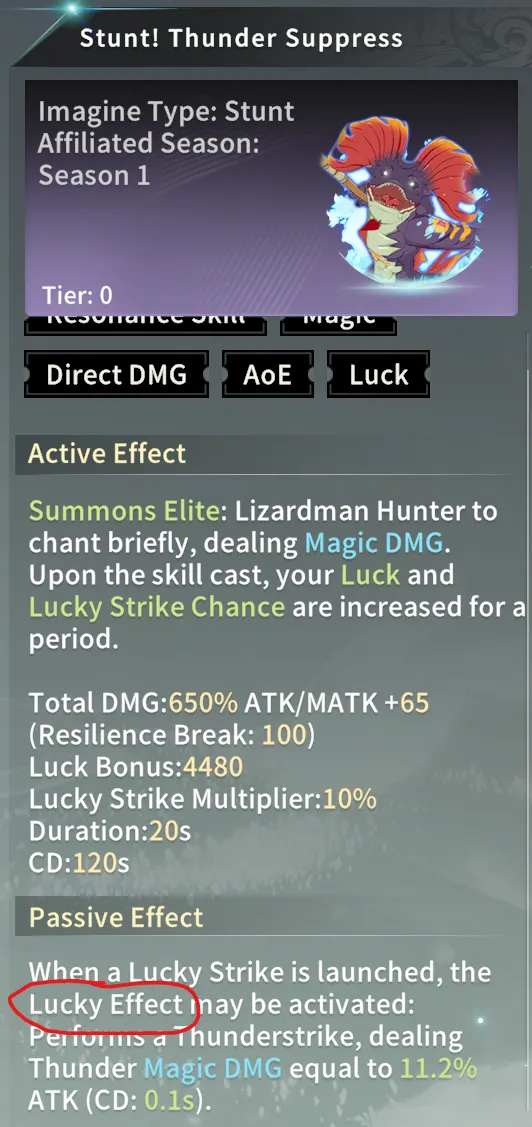 Stunt! Thunder Suppress
Imagine Type: Stunt
Affiliated Season:
Season 1
Tier: 0
Resonance Skill
Magic
Direct DMG
AoE
Luck
Active Effect
Summons Elite: Lizardman Hunter to
chant briefly, dealing Magic DMG.
Upon the skill cast, your Luck and
Lucky Strike Chance are increased for a
period.
Total DMG:650% ATK/MATK +65
(Resilience Break: 100)
Luck Bonus:4480
Lucky Strike Multiplier:10%
Duration:20s
CD:120s
Passive Effect
When a Lucky Strike is launched, the
Lucky Effect may be activated:
Performs a Thunderstrike, dealing
Thunder Magic DMG equal to 11.2%
ATK (CD: 0.1s).